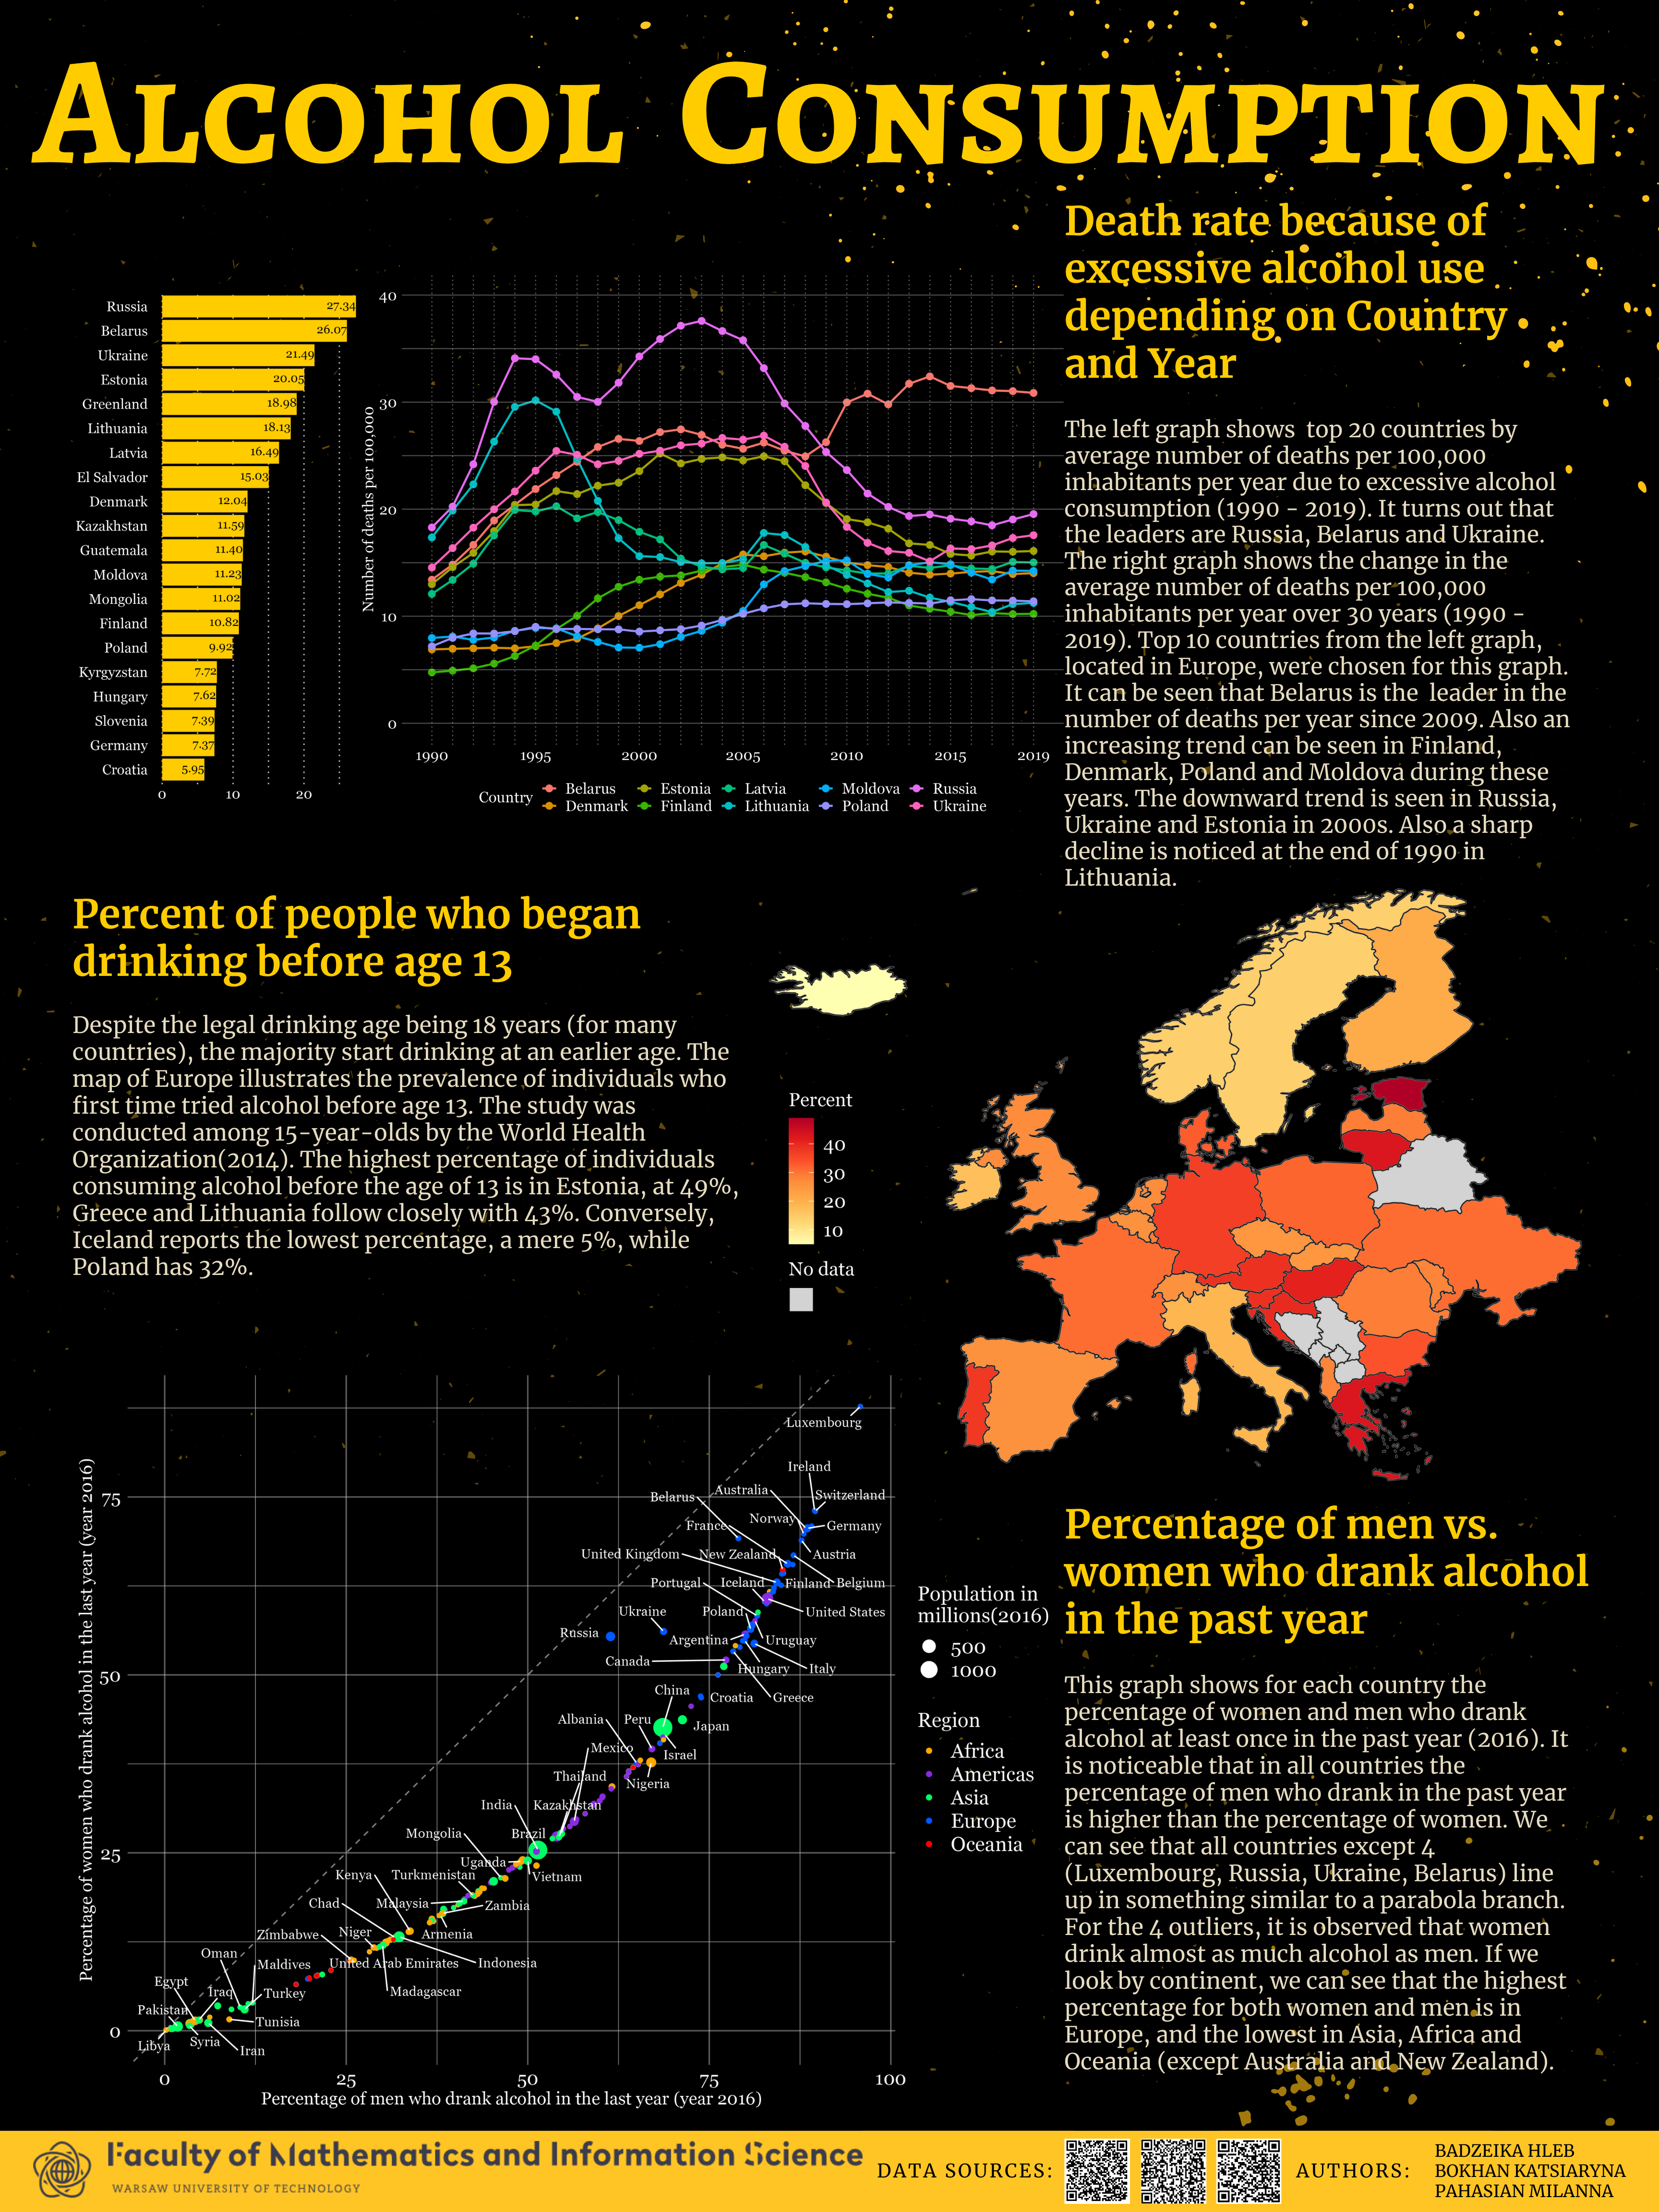 ALCOHOL CONSUMPTION
Death rate because of
excessive alcohol use
depending on Country
and Year
The left graph shows  top 20 countries by
average number of deaths per 100,000
inhabitants per year due to excessive alcohol
consumption (1990 - 2019). It turns out that
the leaders are Russia, Belarus and Ukraine.
The right graph shows the change in the
average number of deaths per 100,000
inhabitants per year over 30 years (1990 -
2019). Top 10 countries from the left graph,
located in Europe, were chosen for this graph.
It can be seen that Belarus is the  leader in the
number of deaths per year since 2009. Also an
increasing trend can be seen in Finland,
Denmark, Poland and Moldova during these
years. The downward trend is seen in Russia,
Ukraine and Estonia in 2000s. Also a sharp
decline is noticed at the end of 1990 in
Lithuania.
Russia 27.34
Belarus 26.07
Ukraine 21.49
Estonia 20.05
Greenland 18.98
Lithuania 18.13
Latvia 16.49
El Salvador 15.03
Denmark 12.04
Kazakhstan 11.59
Guatemala 11.40
Moldova 11.23
Mongolia 11.02
Finland 10.82
Poland 9.92
Kyrgyzstan 7.72
Hungary 7.62
Slovenia 7.39
Germany 7.37
Croatia 5.95
0 10 20
Number of deaths per 100,000
40
30
20
10
0
1990 1995 2000 2005 2010 2015 2019
Country
Belarus Estonia Latvia Moldova Russia
Denmark Finland Lithuania Poland Ukraine
Percent of people who began
drinking before age 13
Despite the legal drinking age being 18 years (for many
countries), the majority start drinking at an earlier age. The
map of Europe illustrates the prevalence of individuals who
first time tried alcohol before age 13. The study was
conducted among 15-year-olds by the World Health
Organization(2014). The highest percentage of individuals
consuming alcohol before the age of 13 is in Estonia, at 49%,
Greece and Lithuania follow closely with 43%. Conversely,
Iceland reports the lowest percentage, a mere 5%, while
Poland has 32%.
Percent
40
30
20
10
No data
Percentage of women who drank alcohol in the last year (year 2016)
75
50
25
0
Luxembourg
Ireland
Australia
Switzerland
Belarus
Norway
France
Germany
United Kingdom
New Zealand
Austria
Portugal
Iceland
Finland
Belgium
Ukraine
Poland
United States
Russia
Argentina
Uruguay
Canada
Hungary
Italy
China
Croatia
Greece
Albania
Peru
Japan
Mexico
Israel
Thailand
Nigeria
India
Kazakhstan
Mongolia
Brazil
Uganda
Kenya
Turkmenistan
Vietnam
Chad
Malaysia
Zambia
Zimbabwe
Niger
Armenia
Oman
Maldives
United Arab Emirates
Indonesia
Egypt
Iraq
Turkey
Madagascar
Pakistan
Tunisia
Libya
Syria
Iran
0 25 50 75 100
Percentage of men who drank alcohol in the last year (year 2016)
Population in
millions(2016)
500
1000
Region
Africa
Americas
Asia
Europe
Oceania
Percentage of men vs.
women who drank alcohol
in the past year
This graph shows for each country the
percentage of women and men who drank
alcohol at least once in the past year (2016). It
is noticeable that in all countries the
percentage of men who drank in the past year
is higher than the percentage of women. We
can see that all countries except 4
(Luxembourg, Russia, Ukraine, Belarus) line
up in something similar to a parabola branch.
For the 4 outliers, it is observed that women
drink almost as much alcohol as men. If we
look by continent, we can see that the highest
percentage for both women and men is in
Europe, and the lowest in Asia, Africa and
Oceania (except Australia and New Zealand).
Faculty of Mathematics and Information Science
WARSAW UNIVERSITY OF TECHNOLOGY
DATA SOURCES:
AUTHORS:
BADZEIKA HLEB
BOKHAN KATSIARYNA
PAHASIAN MILANNA